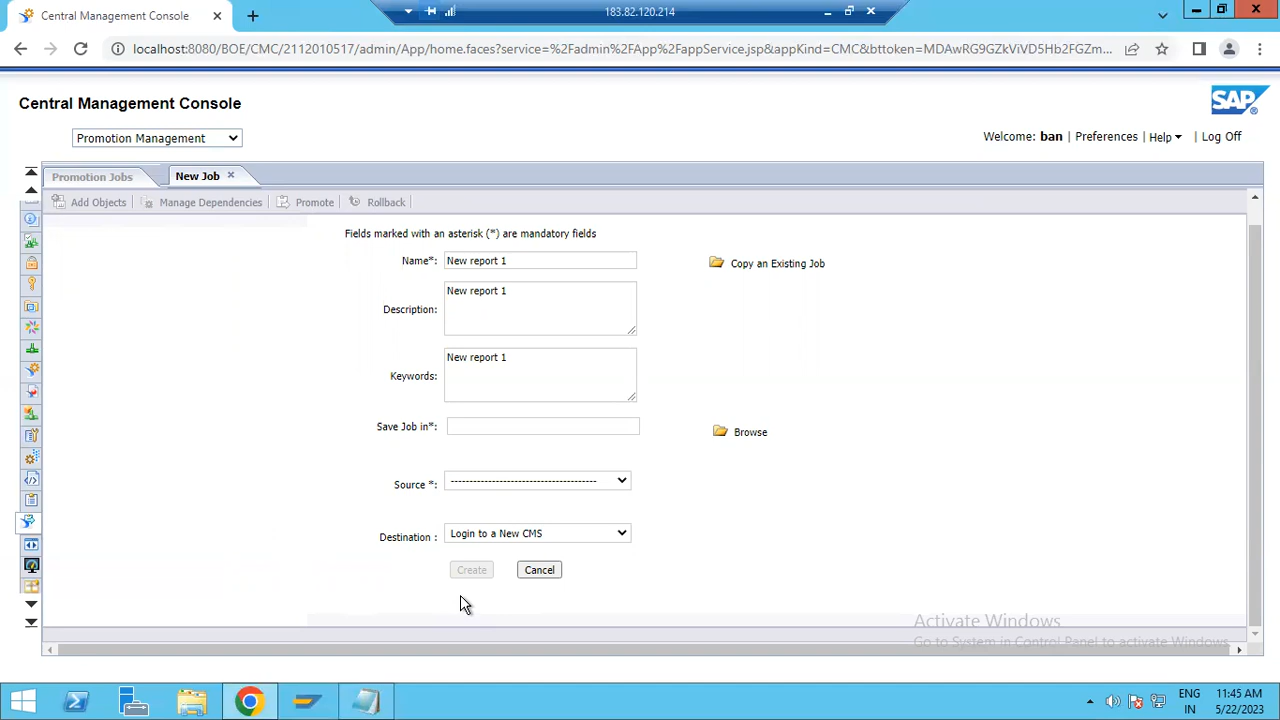 Central Management Console
183.82.120.214
localhost:8080/BOE/CMC/2112010517/admin/App/home.faces?service=%2Fadmin%2FApp%2FappService.jsp&appKind=CMC&bttoken=MDAwRG9GZkViVD5Hb2FGZm...
Central Management Console
SAP
Promotion Management
Welcome: ban | Preferences | Help | Log Off
Promotion Jobs
New Job
Add Objects
Manage Dependencies
Promote
Rollback
Fields marked with an asterisk (*) are mandatory fields
Name*: New report 1
Copy an Existing Job
Description: New report 1
Keywords: New report 1
Save Job in*:
Browse
Source *: ---------------------------------------
Destination : Login to a New CMS
Create
Cancel
Activate Windows
Go to System in Control Panel to activate Windows.
ENG
IN
11:45 AM
5/22/2023